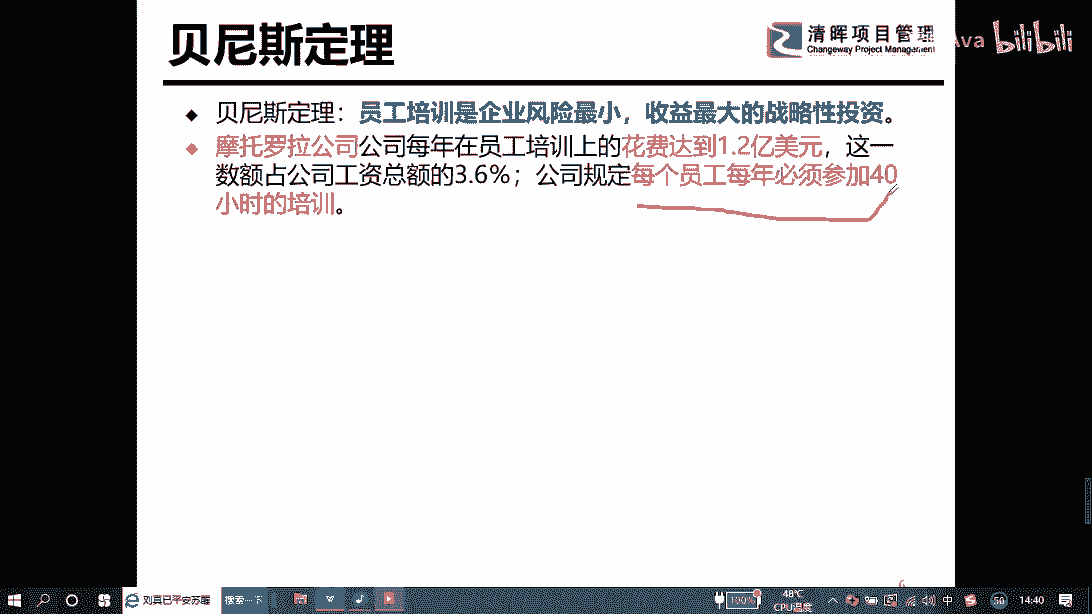 贝尼斯定理
清晖项目管理
Changeway Project Management
ava bilibili
贝尼斯定理：员工培训是企业风险最小，收益最大的战略性投资。
摩托罗拉公司公司每年在员工培训上的花费达到1.2亿美元，这一
数额占公司工资总额的3.6%；公司规定每个员工每年必须参加40
小时的培训。
6
刘真已平安苏醒
搜索一下
100%
48℃
CPU温度
中
50
14:40